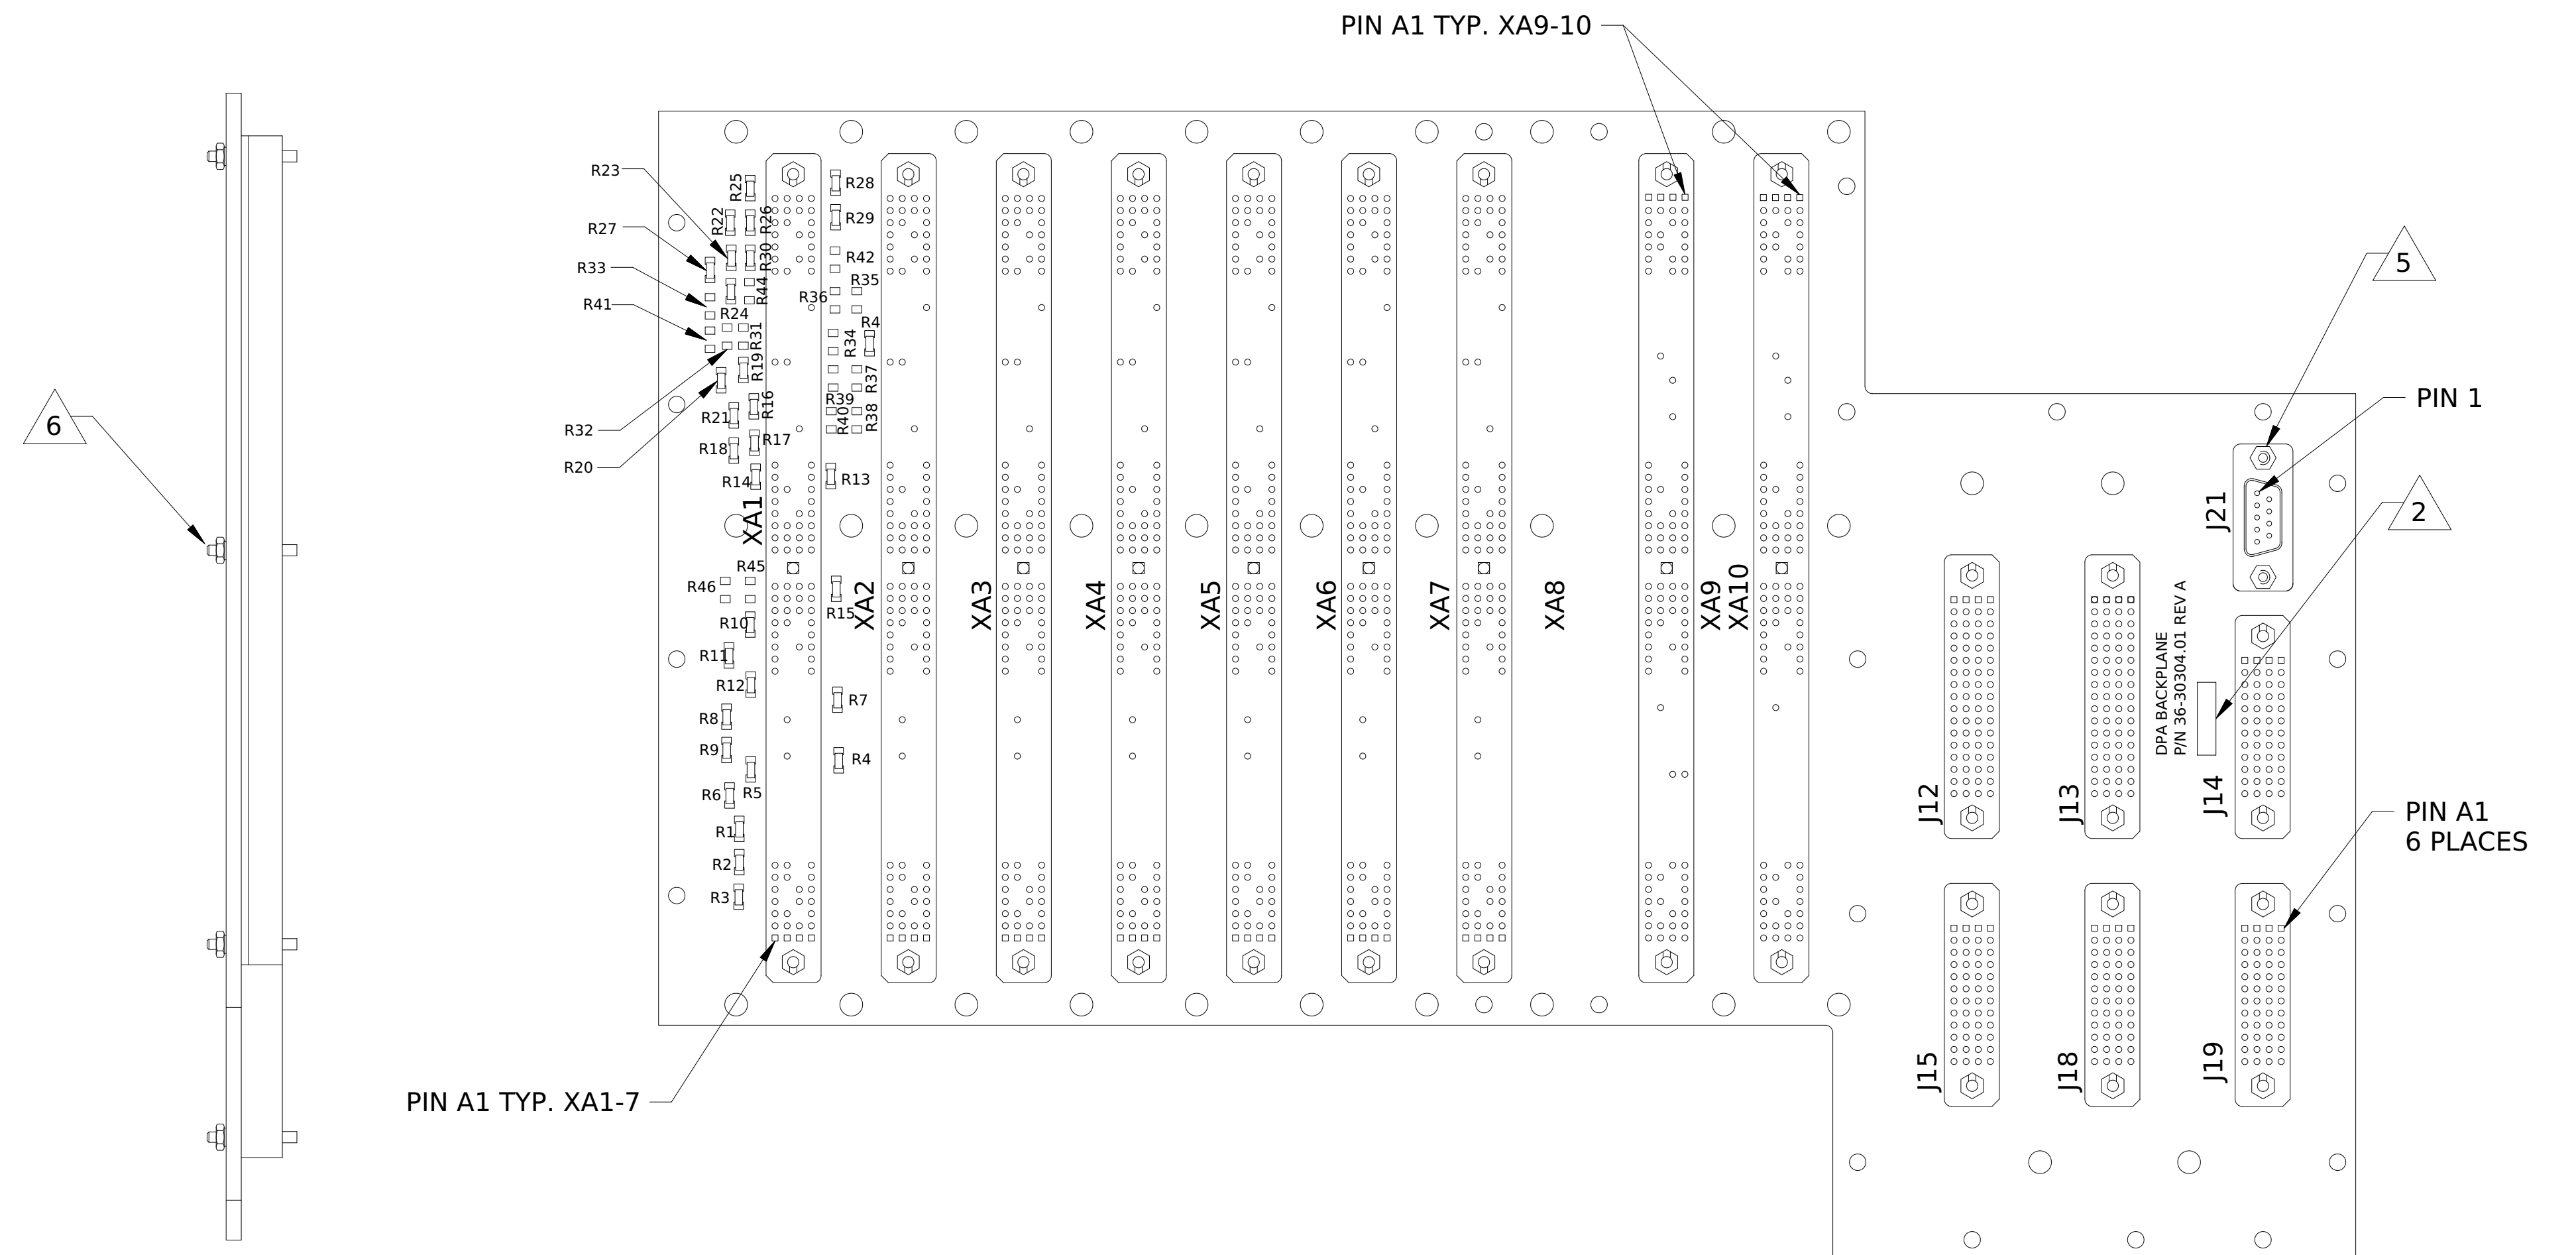 PIN A1 TYP. XA9-10
R23
R25
R28
R22
R26
R29
R27
R30
R42
R33
R44
R35
R36
R41
R24
R4
R31
R34
R19
R37
R39
R16
R21
R40
R38
R32
R17
R18
R20
R14
R13
XA1
R45
R46
R15
R10
R11
R12
R7
R8
R9
R4
R5
R6
R1
R2
R3
XA2
XA3
XA4
XA5
XA6
XA7
XA8
XA9
XA10
5
PIN 1
6
J21
2
DPA BACKPLANE
P/N 36-30304.01 REV A
J12
J13
J14
PIN A1
6 PLACES
J15
J18
J19
PIN A1 TYP. XA1-7